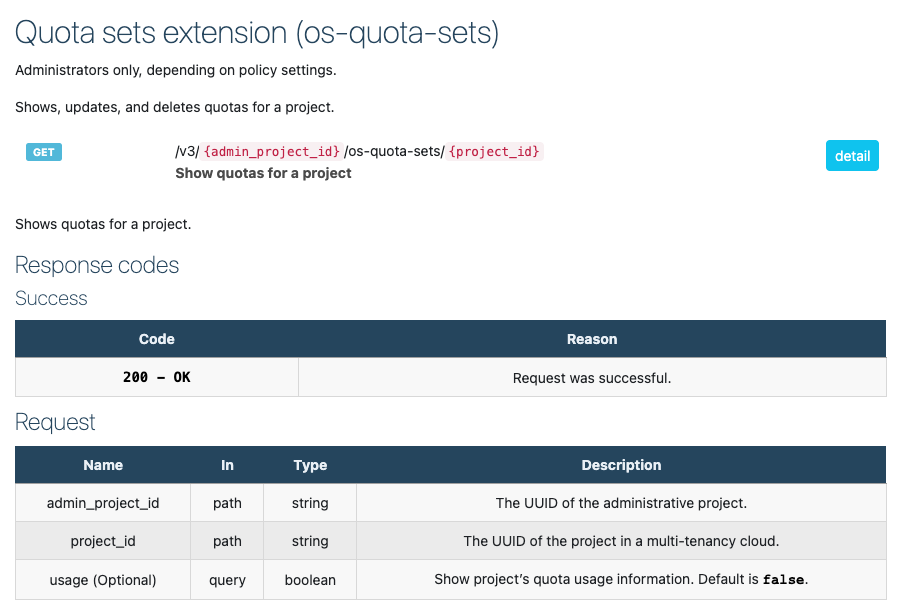 Quota sets extension (os-quota-sets)
Administrators only, depending on policy settings.
Shows, updates, and deletes quotas for a project.
GET /v3/{admin_project_id}/os-quota-sets/{project_id} detail
Show quotas for a project
Shows quotas for a project.
Response codes
Success
Code Reason
200 - OK Request was successful.
Request
Name In Type Description
admin_project_id path string The UUID of the administrative project.
project_id path string The UUID of the project in a multi-tenancy cloud.
usage (Optional) query boolean Show project’s quota usage information. Default is false.